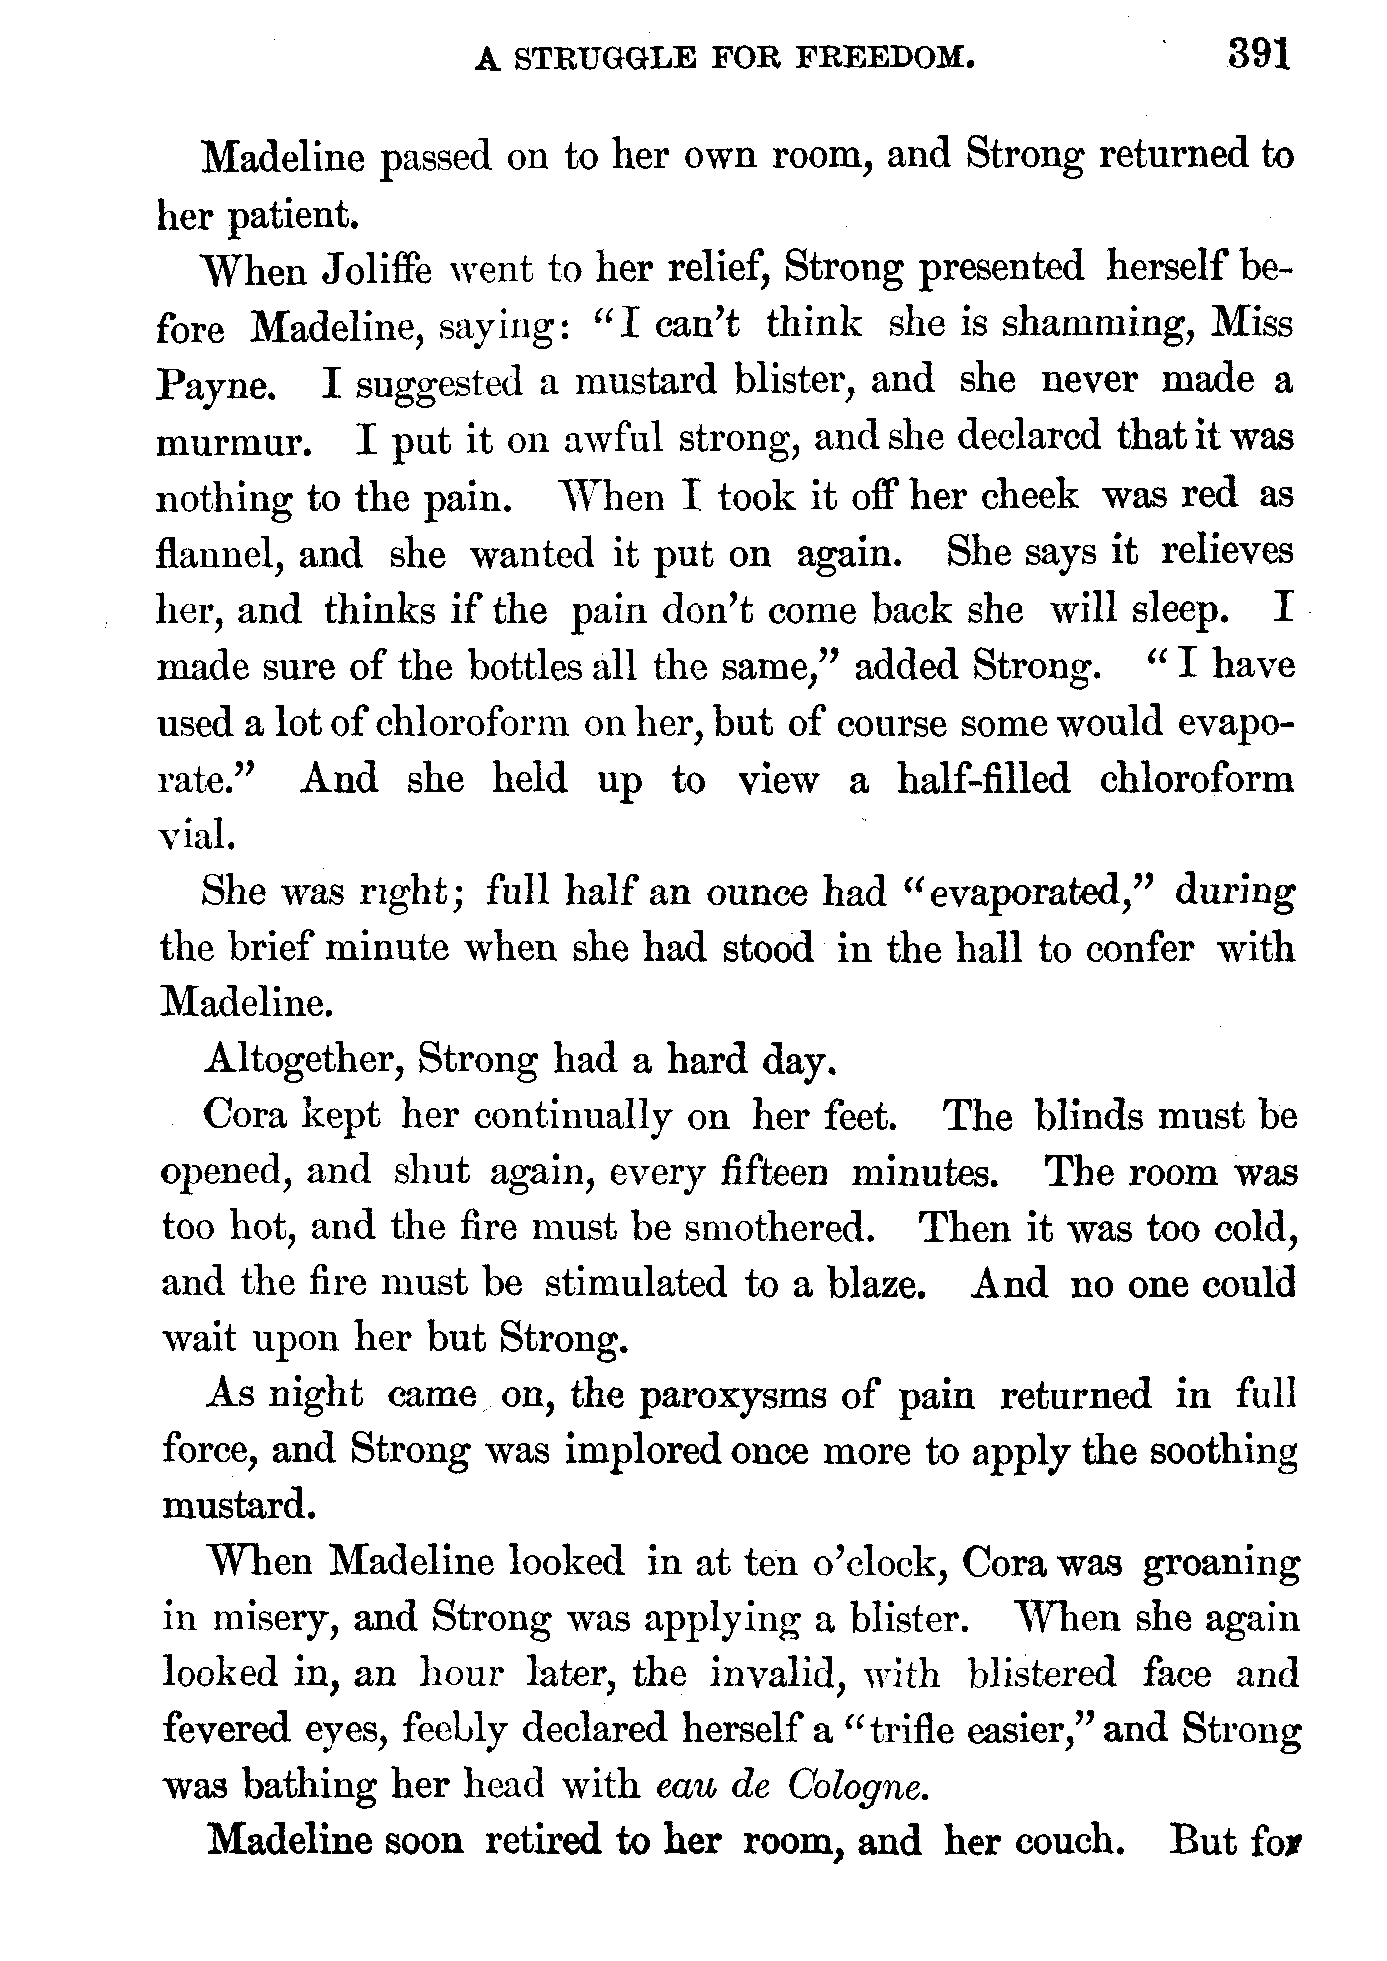 A STRUGGLE FOR FREEDOM. 391
Madeline passed on to her own room, and Strong returned to
her patient.
When Joliffe went to her relief, Strong presented herself be-
fore Madeline, saying: "I can't think she is shamming, Miss
Payne. I suggested a mustard blister, and she never made a
murmur. I put it on awful strong, and she declared that it was
nothing to the pain. When I took it off her cheek was red as
flannel, and she wanted it put on again. She says it relieves
her, and thinks if the pain don't come back she will sleep. I
made sure of the bottles all the same," added Strong. "I have
used a lot of chloroform on her, but of course some would evapo-
rate." And she held up to view a half-filled chloroform
vial.
She was right; full half an ounce had "evaporated," during
the brief minute when she had stood in the hall to confer with
Madeline.
Altogether, Strong had a hard day.
Cora kept her continually on her feet. The blinds must be
opened, and shut again, every fifteen minutes. The room was
too hot, and the fire must be smothered. Then it was too cold,
and the fire must be stimulated to a blaze. And no one could
wait upon her but Strong.
As night came on, the paroxysms of pain returned in full
force, and Strong was implored once more to apply the soothing
mustard.
When Madeline looked in at ten o'clock, Cora was groaning
in misery, and Strong was applying a blister. When she again
looked in, an hour later, the invalid, with blistered face and
fevered eyes, feebly declared herself a "trifle easier," and Strong
was bathing her head with eau de Cologne.
Madeline soon retired to her room, and her couch. But for